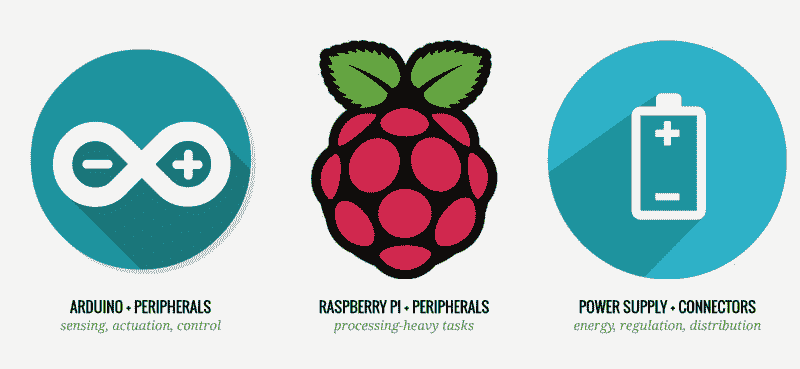 ARDUINO + PERIPHERALS
sensing, actuation, control
RASPBERRY PI + PERIPHERALS
processing-heavy tasks
POWER SUPPLY + CONNECTORS
energy, regulation, distribution